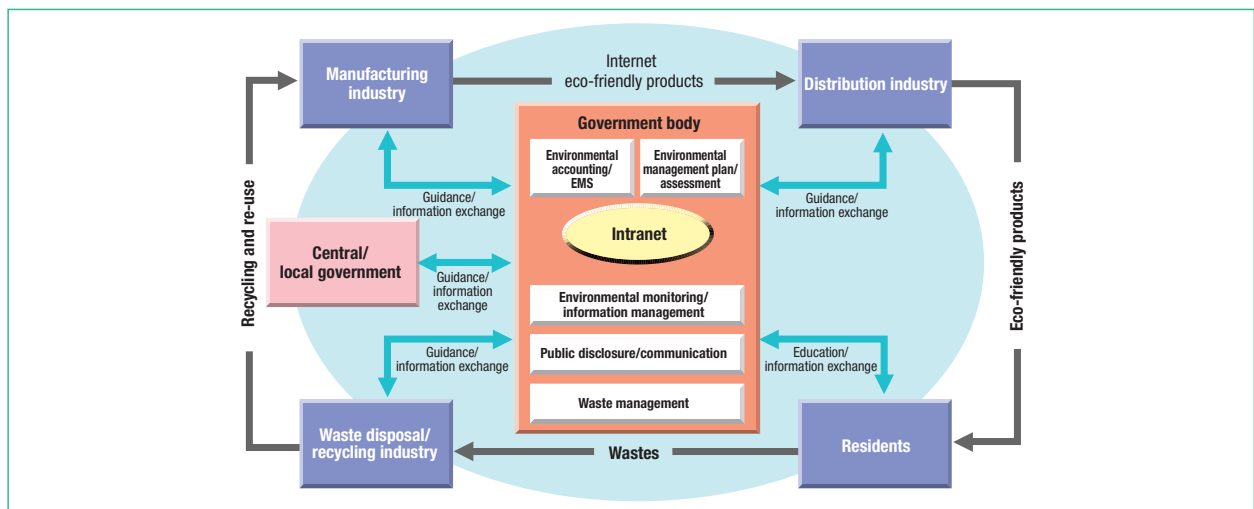 Manufacturing
industry
Internet
eco-friendly products
Distribution industry
Government body
Environmental
accounting/
EMS
Environmental
management plan/
assessment
Guidance/
information exchange
Guidance/
information exchange
Recycling and re-use
Central/
local government
Intranet
Eco-friendly products
Guidance/
information
exchange
Environmental monitoring/
information management
Guidance/
information exchange
Public disclosure/communication
Education/
information exchange
Waste management
Waste disposal/
recycling industry
Wastes
Residents